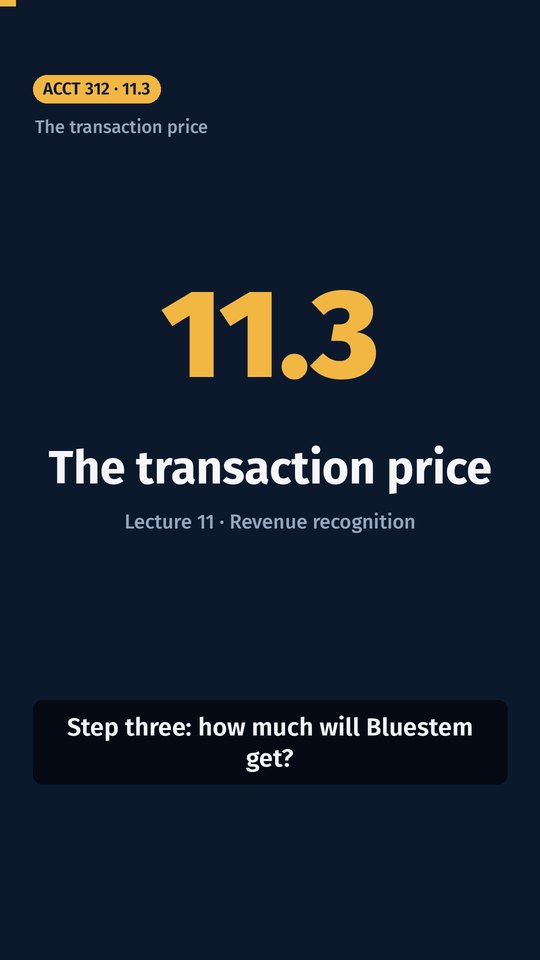 ACCT 312 · 11.3
The transaction price
11.3
The transaction price
Lecture 11 · Revenue recognition
Step three: how much will Bluestem
get?